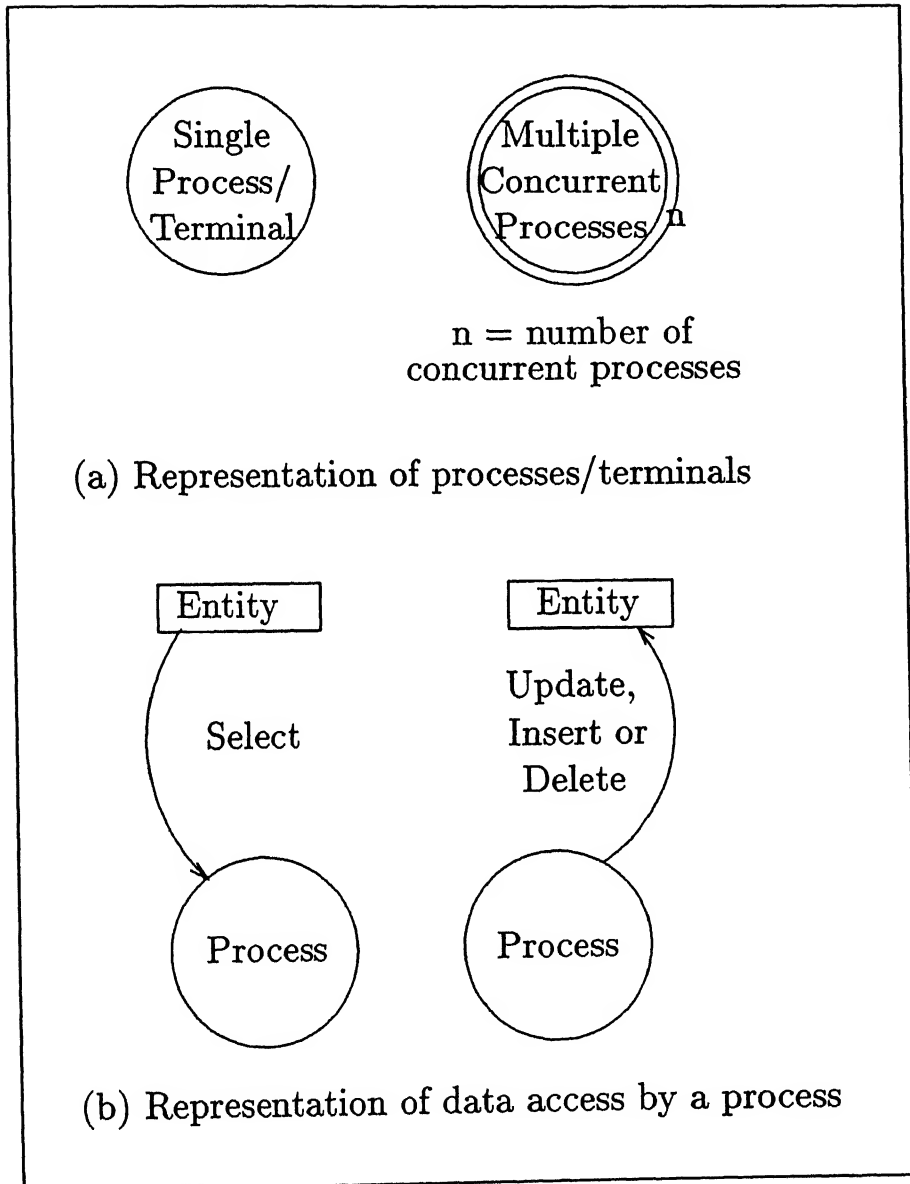 Single
Process/
Terminal
Multiple
Concurrent
Processes n
n = number of
concurrent processes
(a) Representation of processes/terminals
Entity
Select
Process
Entity
Update,
Insert or
Delete
Process
(b) Representation of data access by a process